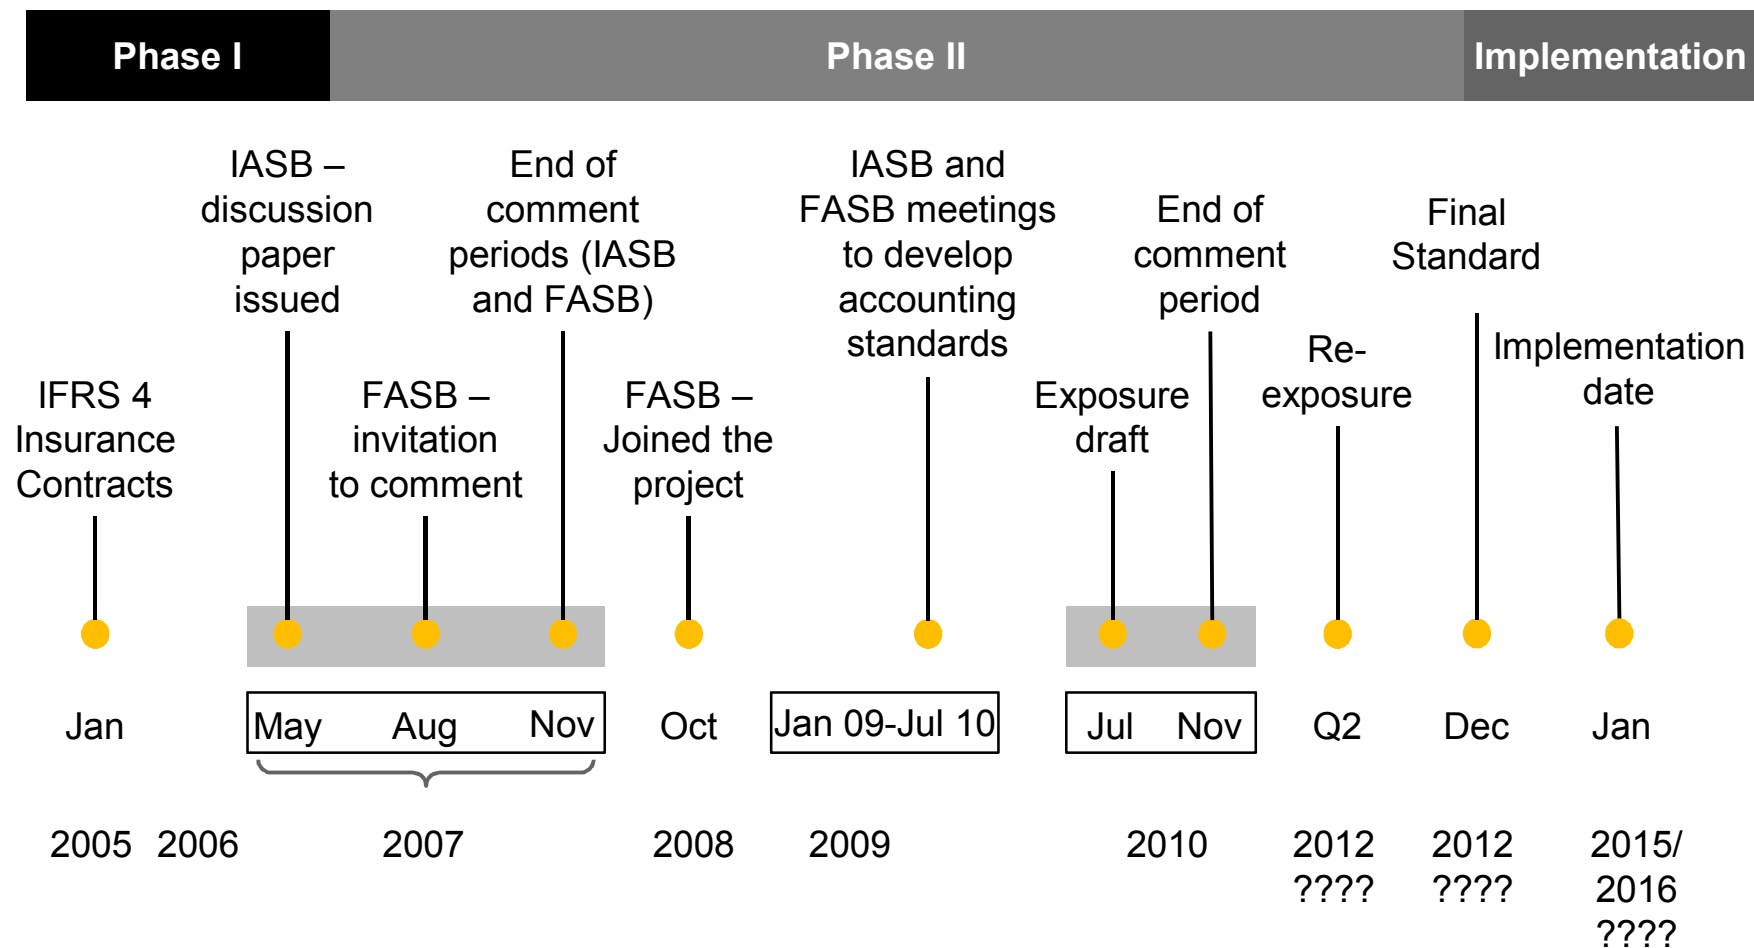 Phase I
Phase II
Implementation
IASB –
discussion
paper
issued
End of
comment
periods (IASB
and FASB)
IASB and
FASB meetings
to develop
accounting
standards
End of
comment
period
Final
Standard
IFRS 4
Insurance
Contracts
FASB –
invitation
to comment
FASB –
Joined the
project
Exposure
draft
Re-
exposure
Implementation
date
Jan
May
Aug
Nov
Oct
Jan 09-Jul 10
Jul
Nov
Q2
Dec
Jan
2005
2006
2007
2008
2009
2010
2012
????
2012
????
2015/
2016
????